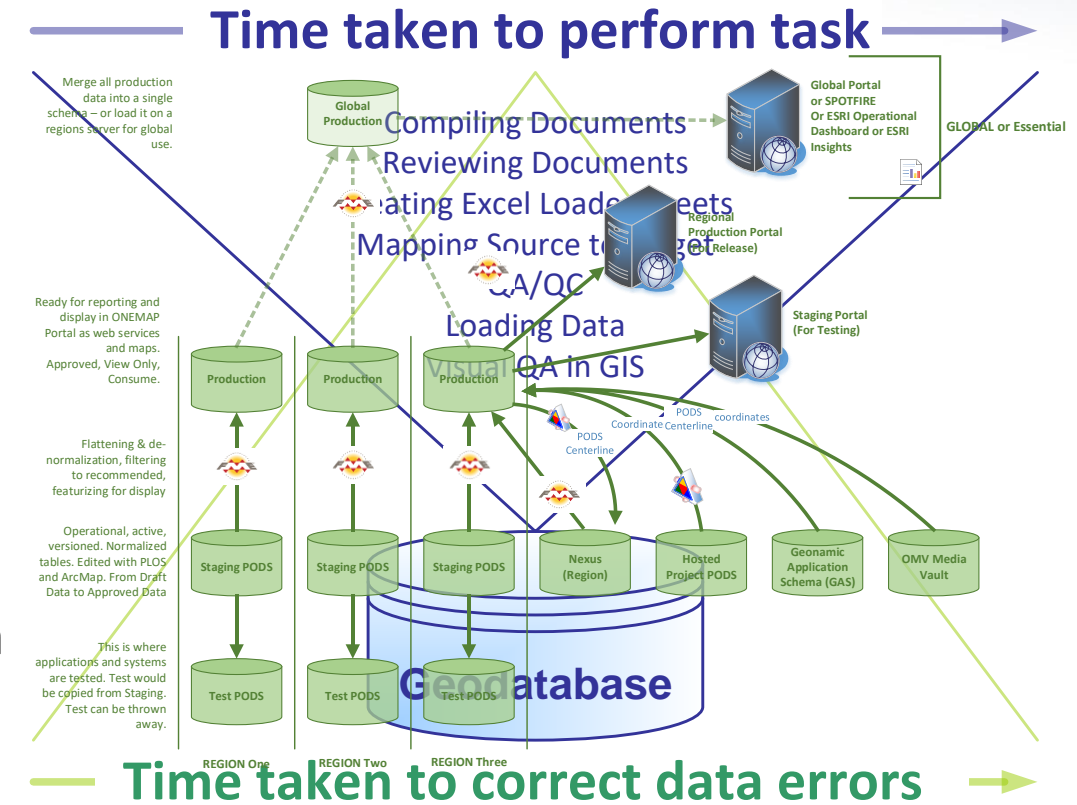 Time taken to perform task
Merge all production
data into a single
schema – or load it on a
regions server for global
use.
Global
Production
Compiling Documents
Reviewing Documents
eating Excel Loade eets
Mapping Source to get
QA/QC
Loading Data
Visual QA in GIS
Global Portal
or SPOTFIRE
Or ESRI Operational
Dashboard or ESRI
Insights
GLOBAL or Essential
Regional
Production Portal
(For Release)
Staging Portal
(For Testing)
Ready for reporting and
display in ONEMAP
Portal as web services
and maps.
Approved, View Only,
Consume.
Production
Production
Production
PODS
Centerline
Coordinate
PODS
Centerline
coordinates
Flattening & de-
normalization, filtering
to recommended,
featurizing for display
Operational, active,
versioned. Normalized
tables. Edited with PLOS
and ArcMap. From Draft
Data to Approved Data
Staging PODS
Staging PODS
Staging PODS
Nexus
(Region)
Hosted
Project PODS
Geonamic
Application
Schema (GAS)
OMV Media
Vault
This is where
applications and systems
are tested. Test would
be copied from Staging.
Test can be thrown
away.
Test PODS
Test PODS
Test PODS
Geodatabase
REGION One
REGION Two
REGION Three
Time taken to correct data errors